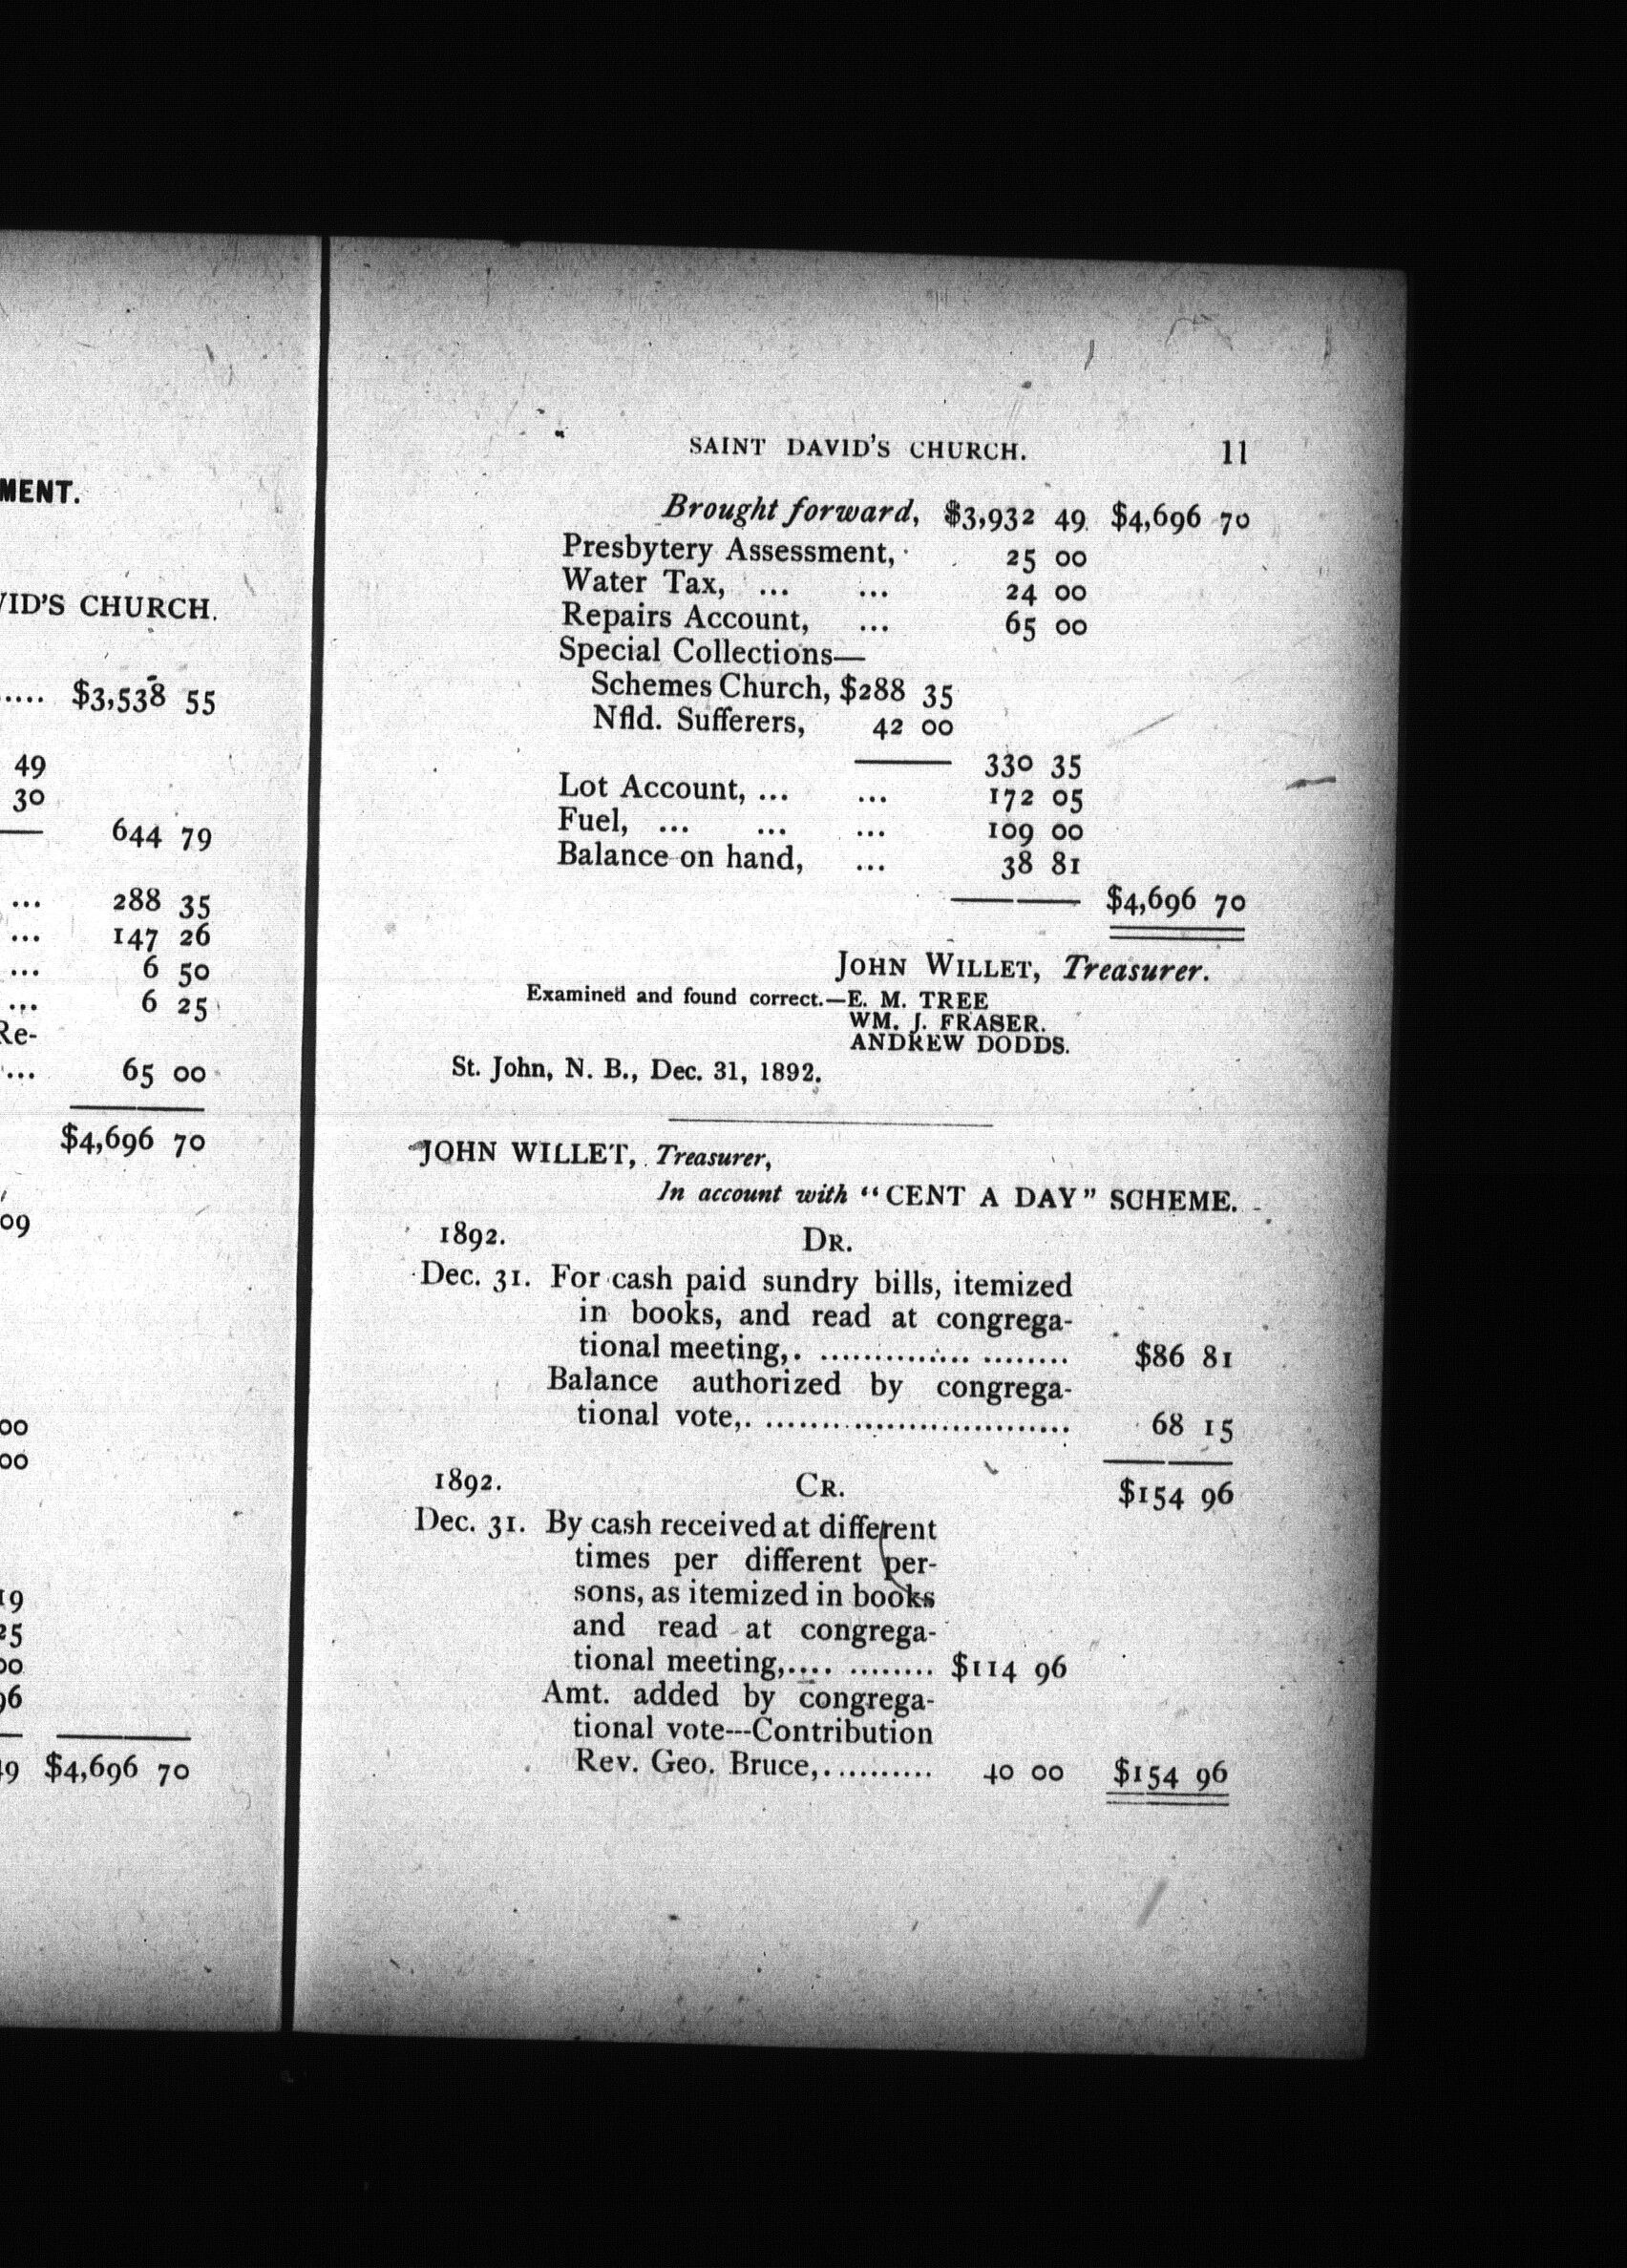 MENT.
VID'S CHURCH.
..... $3,538 55
49
30
644 79
... 288 35
... 147 26
... 6 50
... 6 25
Re-
... 65 00
$4,696 70
09
00
00
19
25
00
96
49 $4,696 70
SAINT DAVID'S CHURCH. 11
Brought forward, $3,932 49 $4,696 70
Presbytery Assessment, 25 00
Water Tax, ... ... 24 00
Repairs Account, ... 65 00
Special Collections—
Schemes Church, $288 35
Nfld. Sufferers, 42 00
330 35
Lot Account, ... ... 172 05
Fuel, ... ... ... 109 00
Balance on hand, ... 38 81
$4,696 70
JOHN WILLET, Treasurer.
Examined and found correct.—E. M. TREE
WM. J. FRASER.
ANDREW DODDS.
St. John, N. B., Dec. 31, 1892.
JOHN WILLET, Treasurer,
In account with "CENT A DAY" SCHEME.
1892. DR.
Dec. 31. For cash paid sundry bills, itemized
in books, and read at congrega-
tional meeting,. ............... ........ $86 81
Balance authorized by congrega-
tional vote,. ............................ 68 15
$154 96
1892. CR.
Dec. 31. By cash received at different
times per different per-
sons, as itemized in books
and read at congrega-
tional meeting,.... ........ $114 96
Amt. added by congrega-
tional vote---Contribution
Rev. Geo. Bruce,.......... 40 00 $154 96